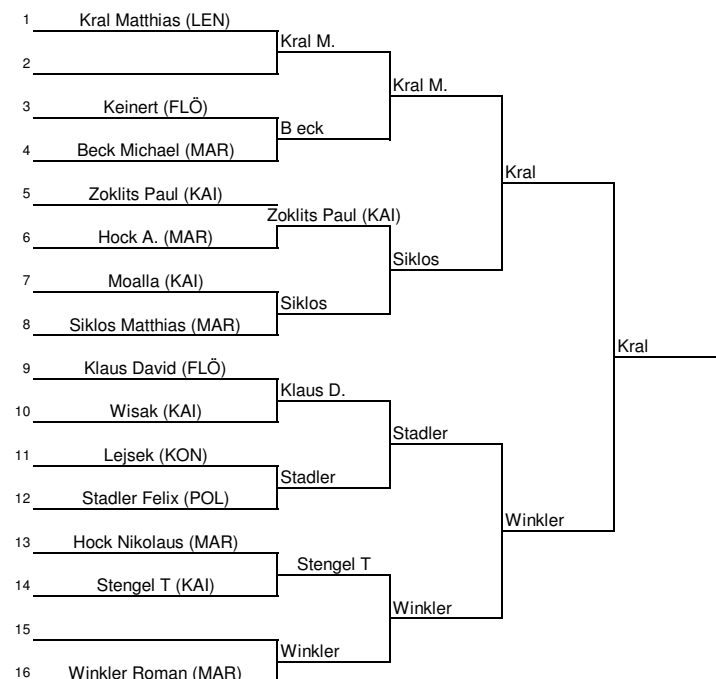 1 Kral Matthias (LEN)
Kral M.
2
Kral M.
3 Keinert (FLÖ)
B eck
4 Beck Michael (MAR)
Kral
5 Zoklits Paul (KAI)
Zoklits Paul (KAI)
6 Hock A. (MAR)
Siklos
7 Moalla (KAI)
Siklos
8 Siklos Matthias (MAR)
Kral
9 Klaus David (FLÖ)
Klaus D.
10 Wisak (KAI)
Stadler
11 Lejsek (KON)
Stadler
12 Stadler Felix (POL)
Winkler
13 Hock Nikolaus (MAR)
Stengel T
14 Stengel T (KAI)
Winkler
15
Winkler
16 Winkler Roman (MAR)